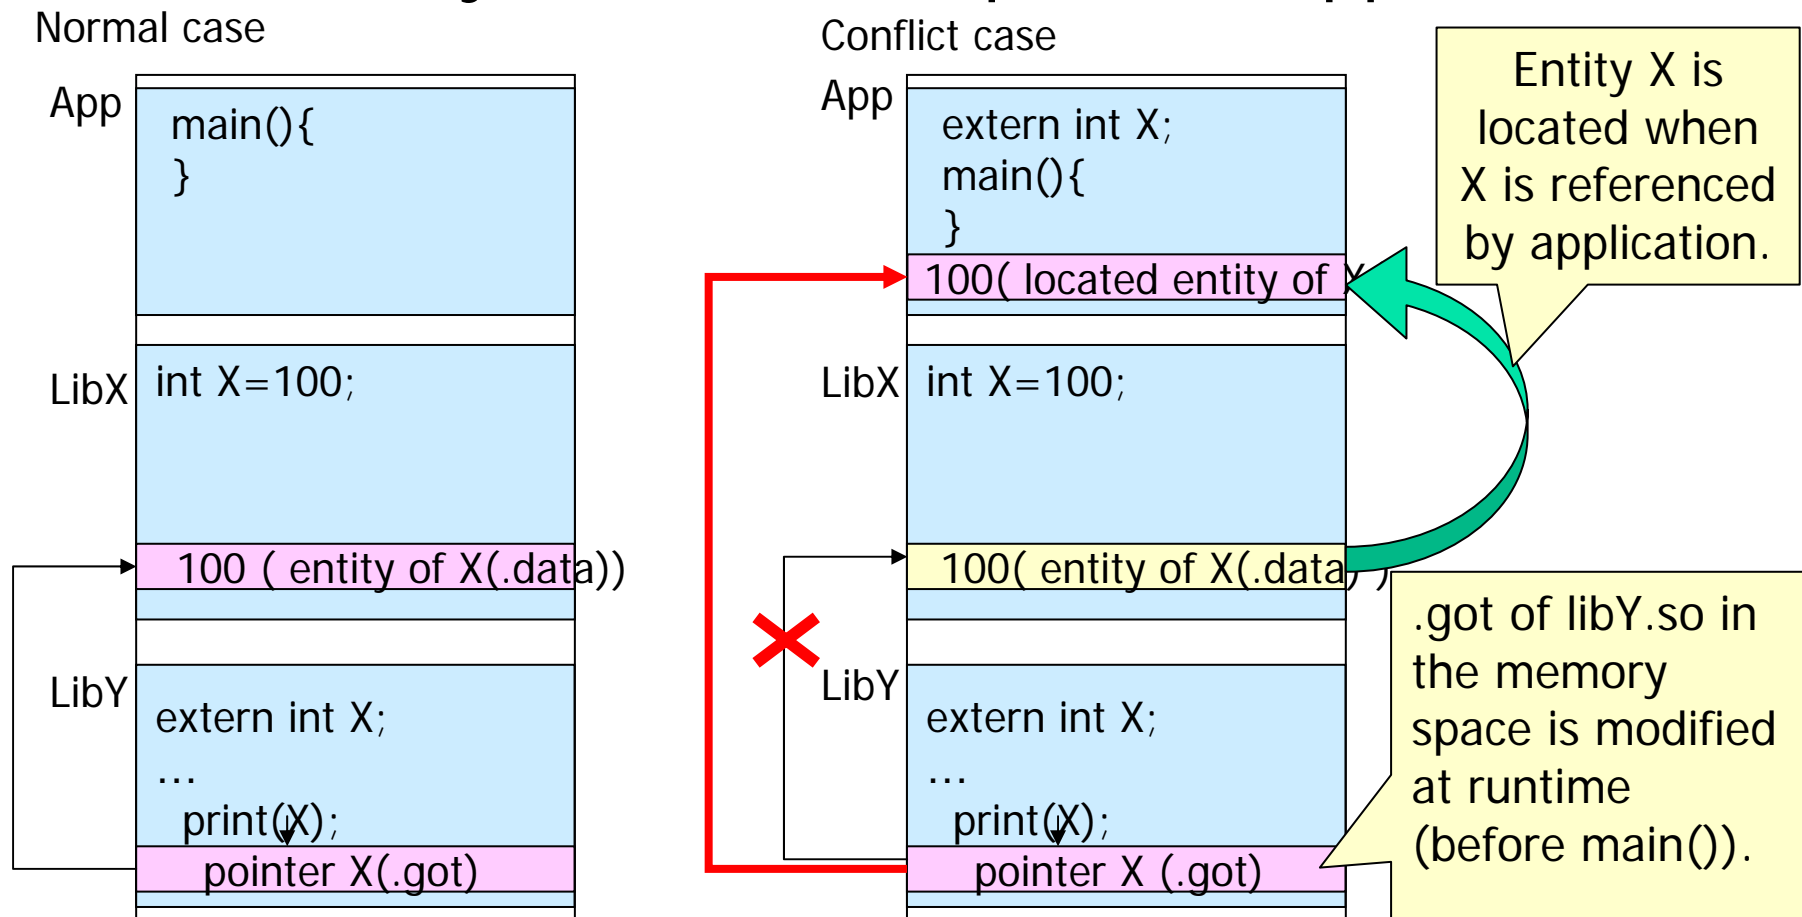 Normal case
App
main(){
}
LibX
int X=100;
100 ( entity of X(.data))
LibY
extern int X;
...
print(X);
pointer X(.got)
Conflict case
App
extern int X;
main(){
}
100( located entity of X
LibX
int X=100;
100( entity of X(.data) )
LibY
extern int X;
...
print(X);
pointer X (.got)
Entity X is
located when
X is referenced
by application.
.got of libY.so in
the memory
space is modified
at runtime
(before main()).